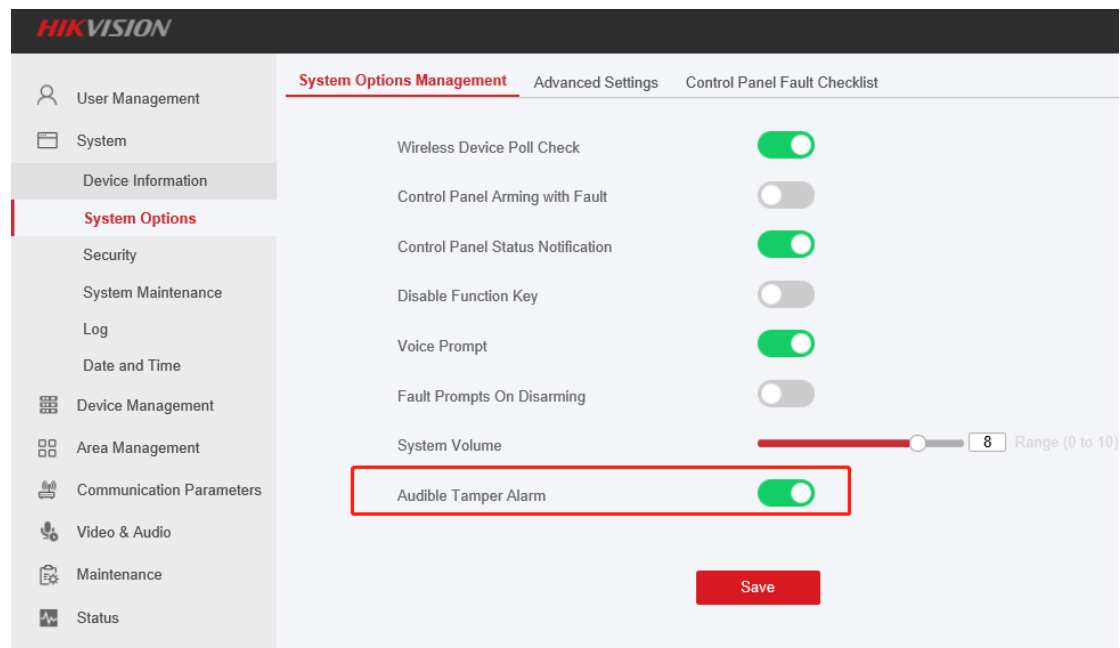 HIKVISION
User Management
System
Device Information
System Options
Security
System Maintenance
Log
Date and Time
Device Management
Area Management
Communication Parameters
Video & Audio
Maintenance
Status
System Options Management Advanced Settings Control Panel Fault Checklist
Wireless Device Poll Check
Control Panel Arming with Fault
Control Panel Status Notification
Disable Function Key
Voice Prompt
Fault Prompts On Disarming
System Volume 8 Range (0 to 10)
Audible Tamper Alarm
Save